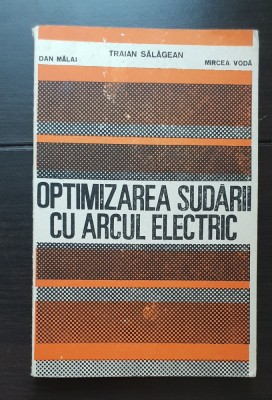 TRAIAN SĂLĂGEAN
DAN MĂLAI
MIRCEA VODĂ
OPTIMIZAREA SUDĂRII
CU ARCUL ELECTRIC